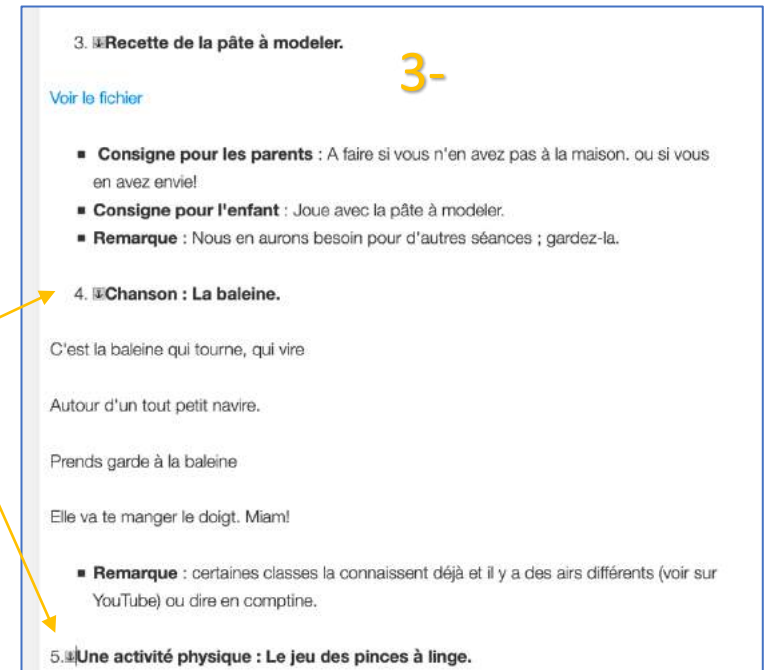 3. Recette de la pâte à modeler.
3-
Voir le fichier
■ Consigne pour les parents : A faire si vous n'en avez pas à la maison. ou si vous
en avez envie!
■ Consigne pour l'enfant : Joue avec la pâte à modeler.
■ Remarque : Nous en aurons besoin pour d'autres séances ; gardez-la.
4. Chanson : La baleine.
C'est la baleine qui tourne, qui vire
Autour d'un tout petit navire.
Prends garde à la baleine
Elle va te manger le doigt. Miam!
■ Remarque : certaines classes la connaissent déjà et il y a des airs différents (voir sur
YouTube) ou dire en comptine.
5. Une activité physique : Le jeu des pinces à linge.